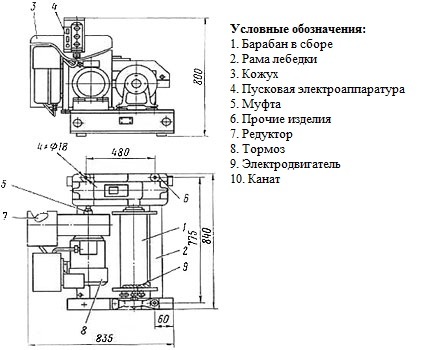 3
4
800
4 отв. Ф18
480
5
7
6
1
2
9
775
840
8
60
835
Условные обозначения:
1. Барабан в сборе
2. Рама лебедки
3. Кожух
4. Пусковая электроаппаратура
5. Муфта
6. Прочие изделия
7. Редуктор
8. Тормоз
9. Электродвигатель
10. Канат